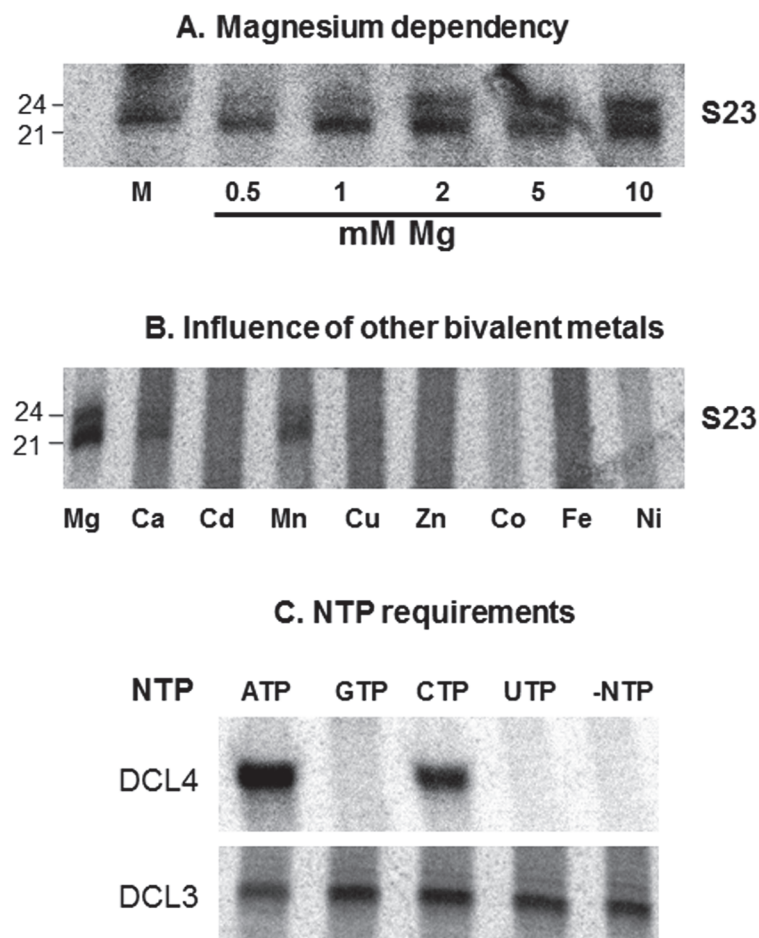 A. Magnesium dependency
24
21
S23
M 0.5 1 2 5 10
mM Mg
B. Influence of other bivalent metals
24
21
S23
Mg Ca Cd Mn Cu Zn Co Fe Ni
C. NTP requirements
NTP ATP GTP CTP UTP -NTP
DCL4
DCL3